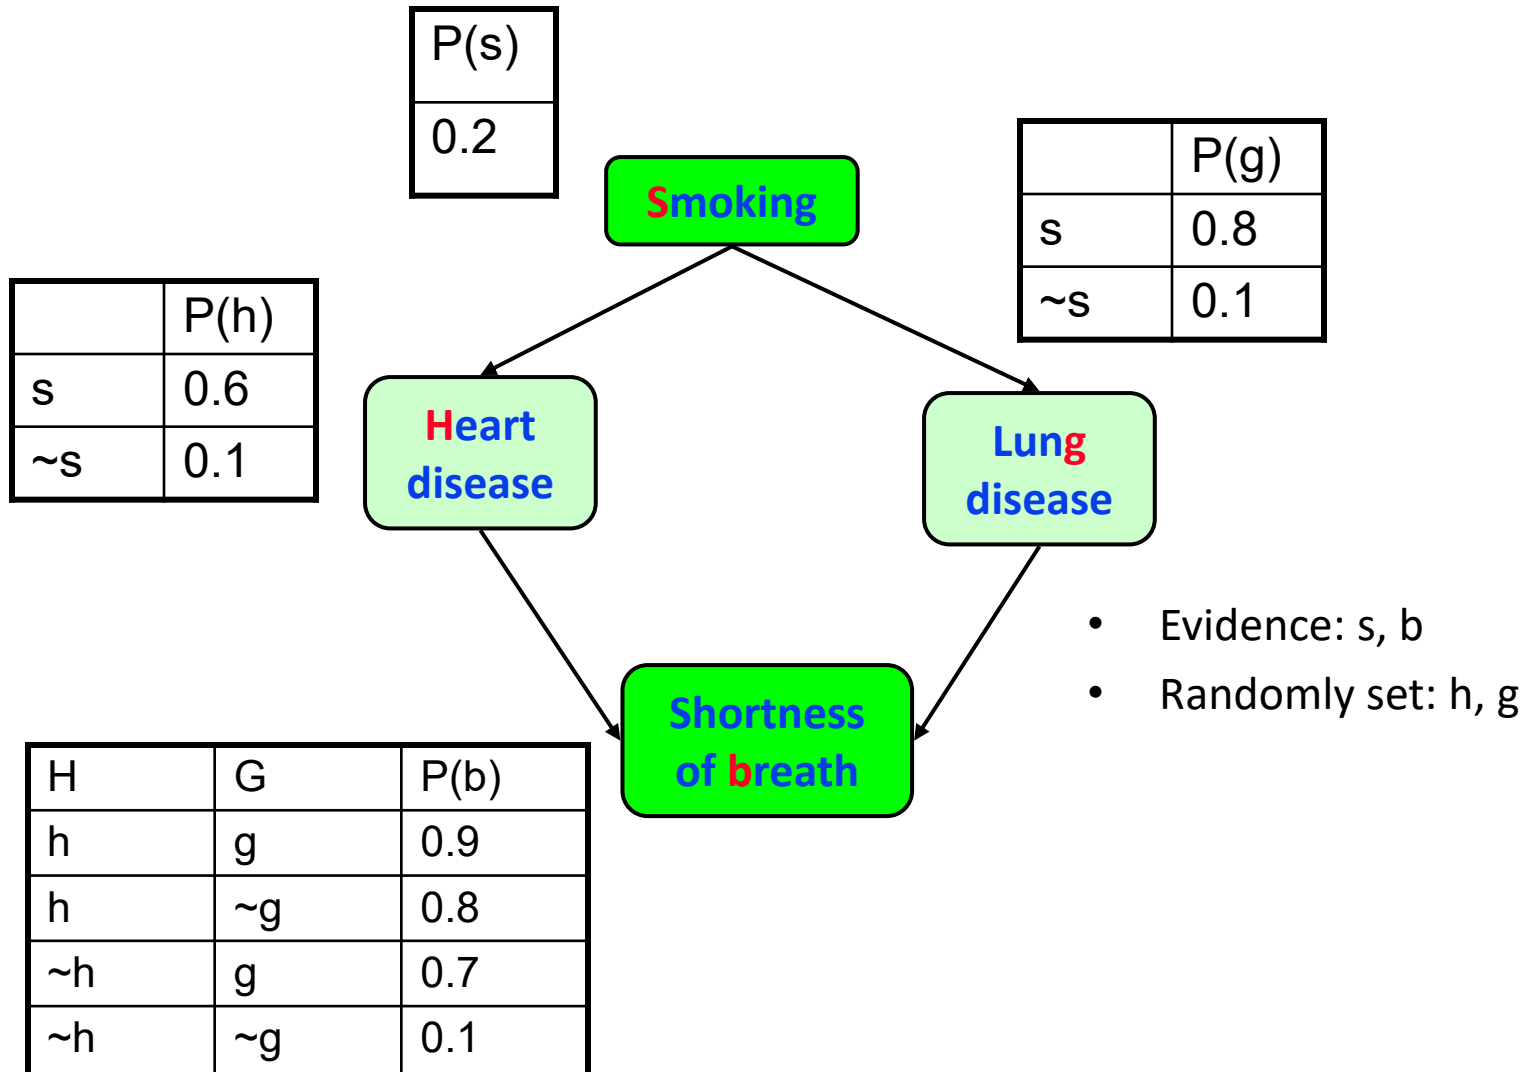 P(s)
0.2
Smoking
P(g)
s 0.8
~s 0.1
P(h)
s 0.6
~s 0.1
Heart
disease
Lung
disease
• Evidence: s, b
• Randomly set: h, g
Shortness
of breath
H G P(b)
h g 0.9
h ~g 0.8
~h g 0.7
~h ~g 0.1